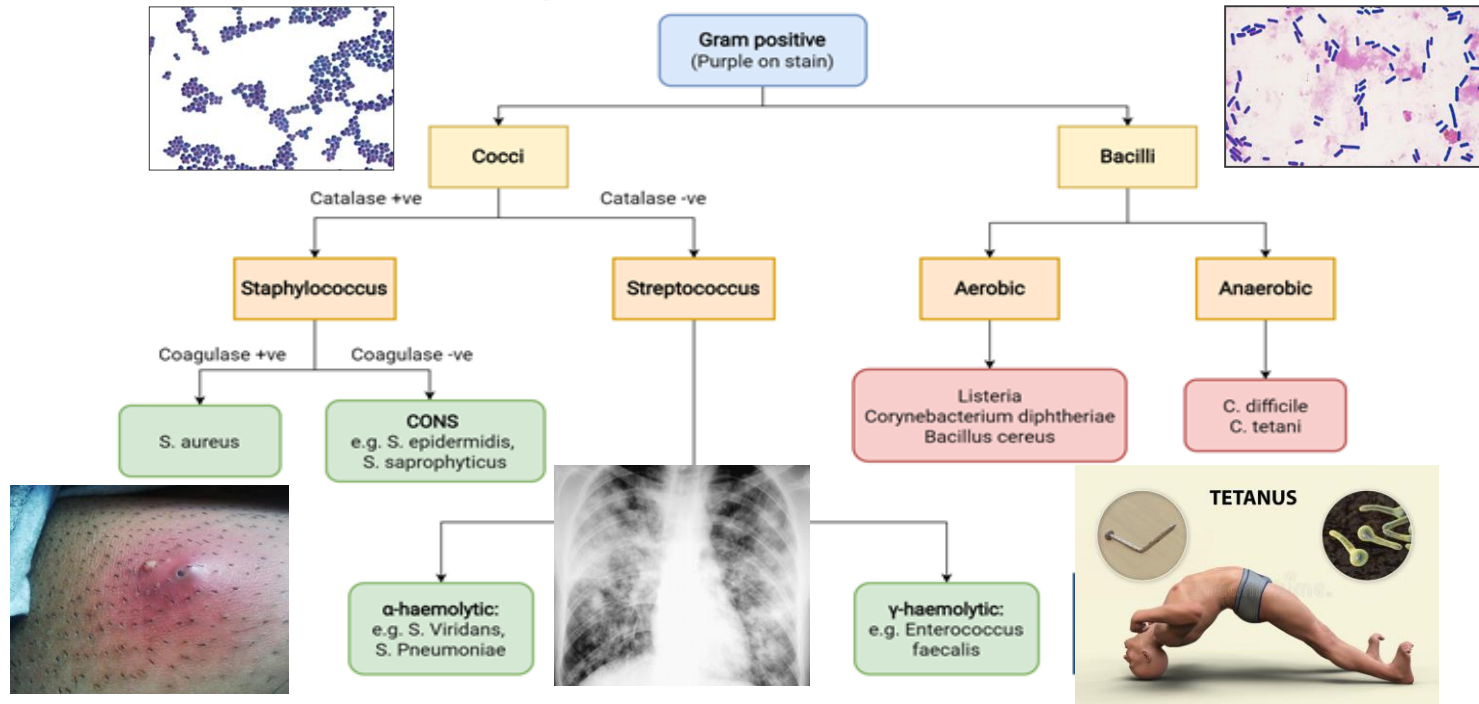 Gram positive
(Purple on stain)
Cocci
Bacilli
Catalase +ve
Catalase -ve
Staphylococcus
Streptococcus
Aerobic
Anaerobic
Coagulase +ve
Coagulase -ve
S. aureus
CONS
e.g. S. epidermidis,
S. saprophyticus
Listeria
Corynebacterium diphtheriae
Bacillus cereus
C. difficile
C. tetani
TETANUS
α-haemolytic:
e.g. S. Viridans,
S. Pneumoniae
γ-haemolytic:
e.g. Enterococcus
faecalis